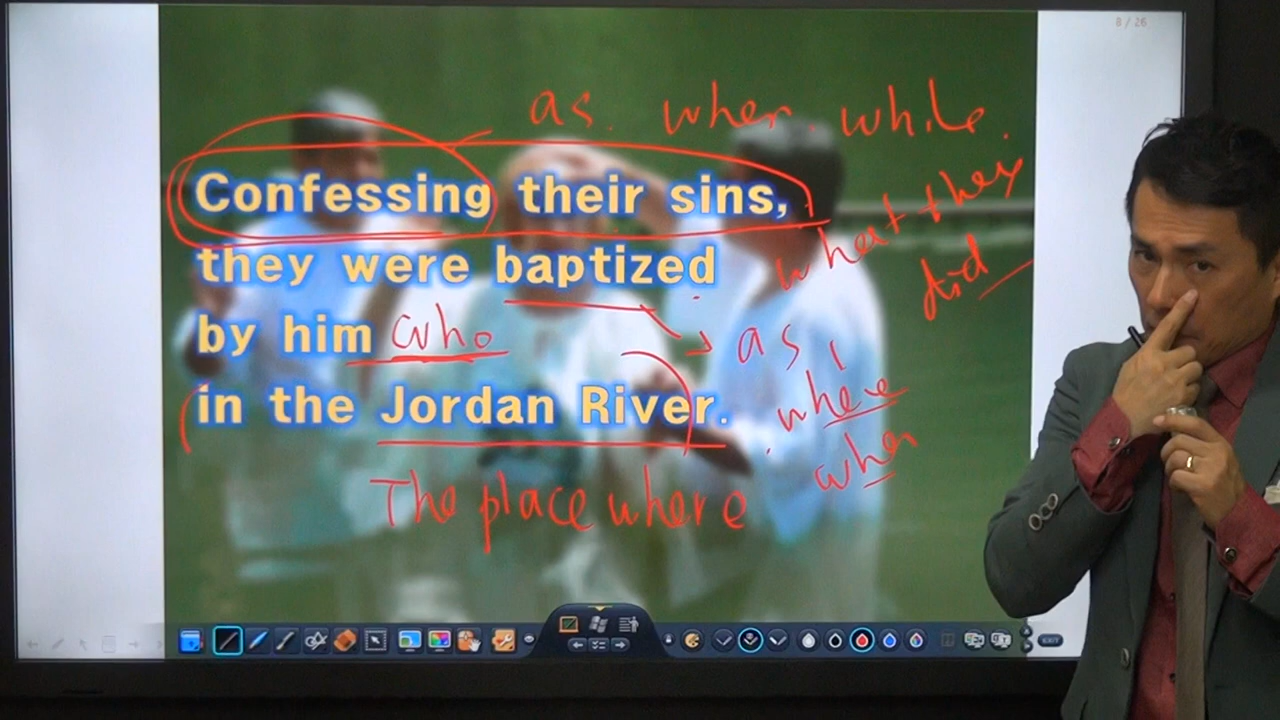 8 / 26
as. when. while.
Confessing their sins,
what they
did
they were baptized
by him who
as
in the Jordan River.
where
when
The place where
EXIT